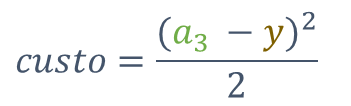 custo = (a₃ − y)² / 2